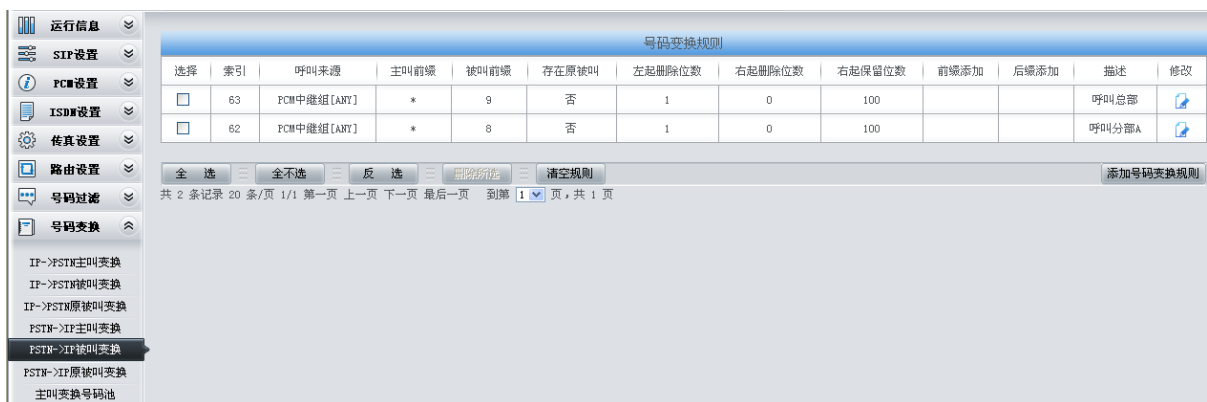 运行信息
SIP设置
PCM设置
ISDN设置
传真设置
路由设置
号码过滤
号码变换
IP->PSTN主叫变换
IP->PSTN被叫变换
IP->PSTN原被叫变换
PSTN->IP主叫变换
PSTN->IP被叫变换
PSTN->IP原被叫变换
主叫变换号码池
号码变换规则
选择 索引 呼叫来源 主叫前缀 被叫前缀 存在原被叫 左起删除位数 右起删除位数 右起保留位数 前缀添加 后缀添加 描述 修改
63 PCM中继组[ANY] * 9 否 1 0 100 呼叫总部
62 PCM中继组[ANY] * 8 否 1 0 100 呼叫分部A
全 选 全不选 反 选 删除所选 清空规则 添加号码变换规则
共 2 条记录 20 条/页 1/1 第一页 上一页 下一页 最后一页 到第 1 页，共 1 页